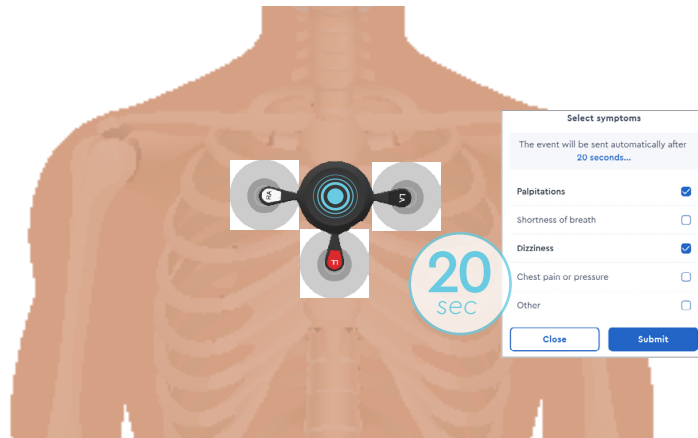 RA
LA
LL
20
sec
Select symptoms
The event will be sent automatically after
20 seconds...
Palpitations
Shortness of breath
Dizziness
Chest pain or pressure
Other
Close
Submit